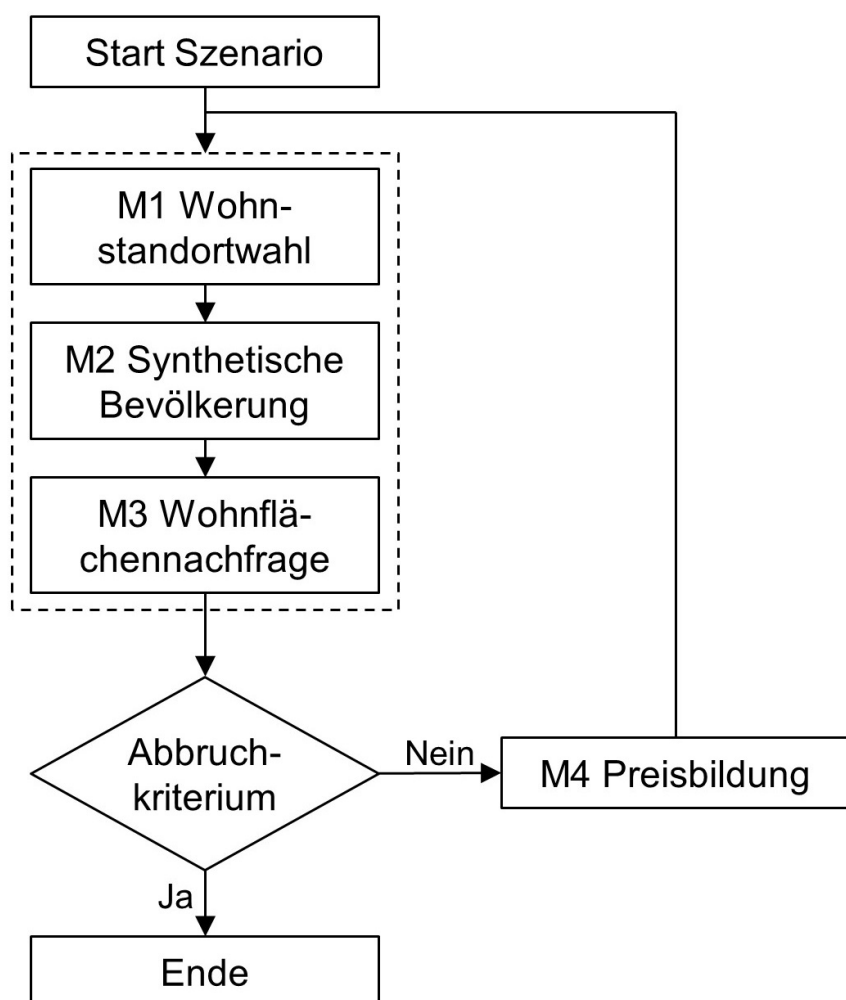 Start Szenario
M1 Wohn-
standortwahl
M2 Synthetische
Bevölkerung
M3 Wohnflä-
chennachfrage
Abbruch-
kriterium
Nein
M4 Preisbildung
Ja
Ende